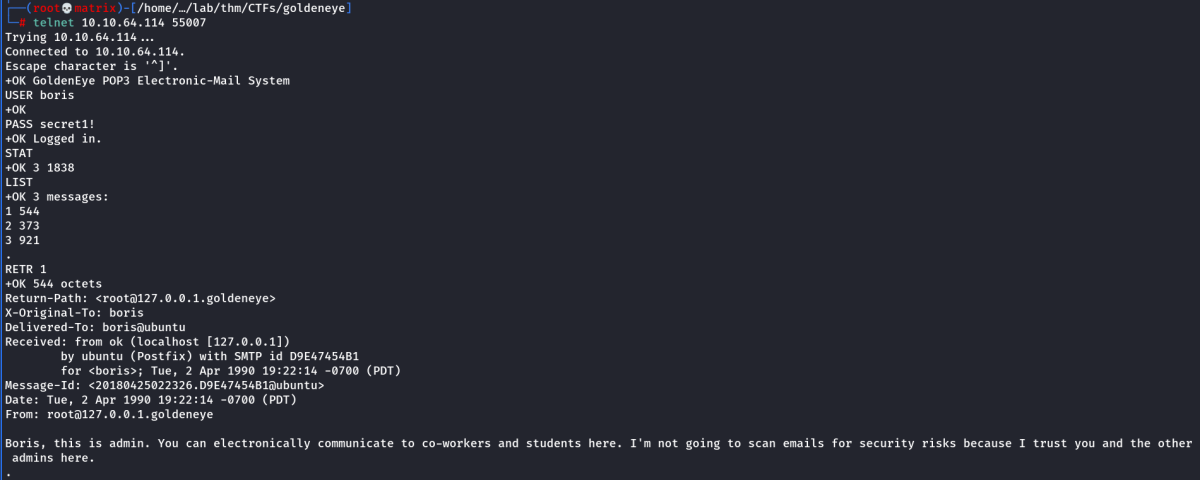 ┌──(root💀matrix)-[/home/…/lab/thm/CTFs/goldeneye]
└─# telnet 10.10.64.114 55007
Trying 10.10.64.114...
Connected to 10.10.64.114.
Escape character is '^]'.
+OK GoldenEye POP3 Electronic-Mail System
USER boris
+OK
PASS secret1!
+OK Logged in.
STAT
+OK 3 1838
LIST
+OK 3 messages:
1 544
2 373
3 921
.
RETR 1
+OK 544 octets
Return-Path: <root@127.0.0.1.goldeneye>
X-Original-To: boris
Delivered-To: boris@ubuntu
Received: from ok (localhost [127.0.0.1])
        by ubuntu (Postfix) with SMTP id D9E47454B1
        for <boris>; Tue, 2 Apr 1990 19:22:14 -0700 (PDT)
Message-Id: <20180425022326.D9E47454B1@ubuntu>
Date: Tue, 2 Apr 1990 19:22:14 -0700 (PDT)
From: root@127.0.0.1.goldeneye

Boris, this is admin. You can electronically communicate to co-workers and students here. I'm not going to scan emails for security risks because I trust you and the other
 admins here.
.